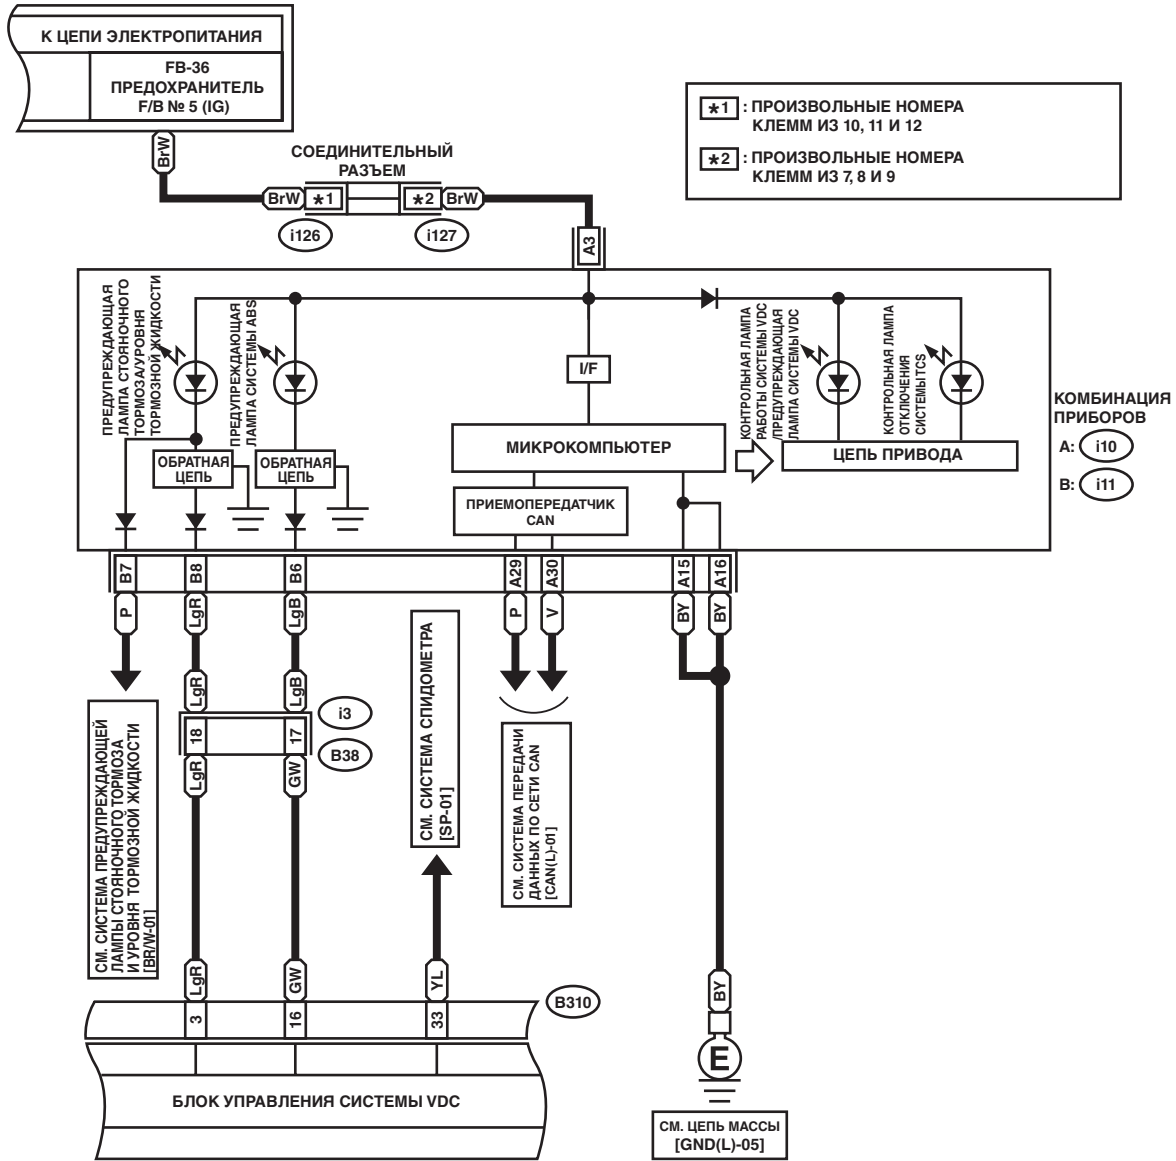 К ЦЕПИ ЭЛЕКТРОПИТАНИЯ
FB-36
ПРЕДОХРАНИТЕЛЬ
F/B № 5 (IG)
BrW
СОЕДИНИТЕЛЬНЫЙ
РАЗЪЕМ
BrW
*1
*2
BrW
i126
i127
*1 : ПРОИЗВОЛЬНЫЕ НОМЕРА
КЛЕММ ИЗ 10, 11 И 12
*2 : ПРОИЗВОЛЬНЫЕ НОМЕРА
КЛЕММ ИЗ 7, 8 И 9
A3
ПРЕДУПРЕЖДАЮЩАЯ
ЛАМПА СТОЯНОЧНОГО
ТОРМОЗА/УРОВНЯ
ТОРМОЗНОЙ ЖИДКОСТИ
ПРЕДУПРЕЖДАЮЩАЯ
ЛАМПА СИСТЕМЫ ABS
I/F
КОНТРОЛЬНАЯ ЛАМПА
РАБОТЫ СИСТЕМЫ VDC
/ПРЕДУПРЕЖДАЮЩАЯ
ЛАМПА СИСТЕМЫ VDC
КОНТРОЛЬНАЯ ЛАМПА
ОТКЛЮЧЕНИЯ
СИСТЕМЫ TCS
КОМБИНАЦИЯ
ПРИБОРОВ
A: i10
B: i11
ОБРАТНАЯ
ЦЕПЬ
ОБРАТНАЯ
ЦЕПЬ
МИКРОКОМПЬЮТЕР
ЦЕПЬ ПРИВОДА
ПРИЕМОПЕРЕДАТЧИК
CAN
B7
B8
B6
A29
A30
A15
A16
P
LgR
LgB
P
V
BY
BY
LgR
LgB
18
17
i3
B38
LgR
GW
СМ. СИСТЕМА ПРЕДУПРЕЖДАЮЩЕЙ
ЛАМПЫ СТОЯНОЧНОГО ТОРМОЗА
И УРОВНЯ ТОРМОЗНОЙ ЖИДКОСТИ
[BR/W-01]
СМ. СИСТЕМА СПИДОМЕТРА
[SP-01]
СМ. СИСТЕМА ПЕРЕДАЧИ
ДАННЫХ ПО СЕТИ CAN
[CAN(L)-01]
LgR
GW
YL
BY
3
16
33
B310
E
БЛОК УПРАВЛЕНИЯ СИСТЕМЫ VDC
СМ. ЦЕПЬ МАССЫ
[GND(L)-05]